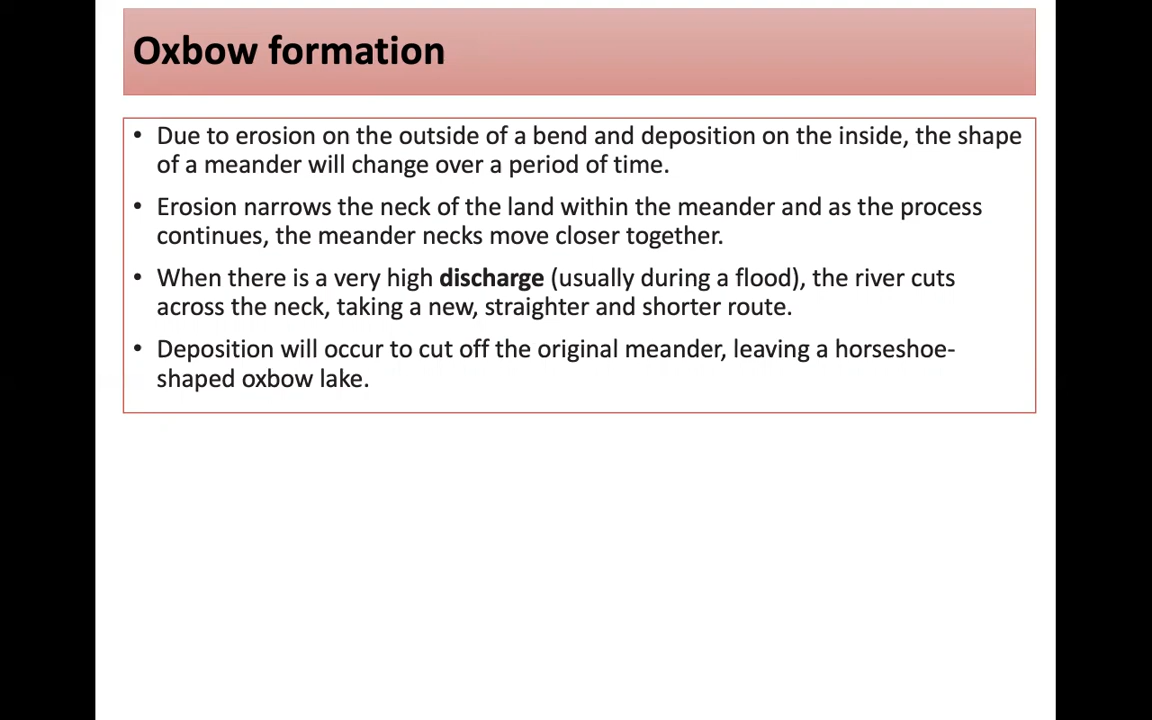 Oxbow formation
• Due to erosion on the outside of a bend and deposition on the inside, the shape
of a meander will change over a period of time.
• Erosion narrows the neck of the land within the meander and as the process
continues, the meander necks move closer together.
• When there is a very high discharge (usually during a flood), the river cuts
across the neck, taking a new, straighter and shorter route.
• Deposition will occur to cut off the original meander, leaving a horseshoe-
shaped oxbow lake.